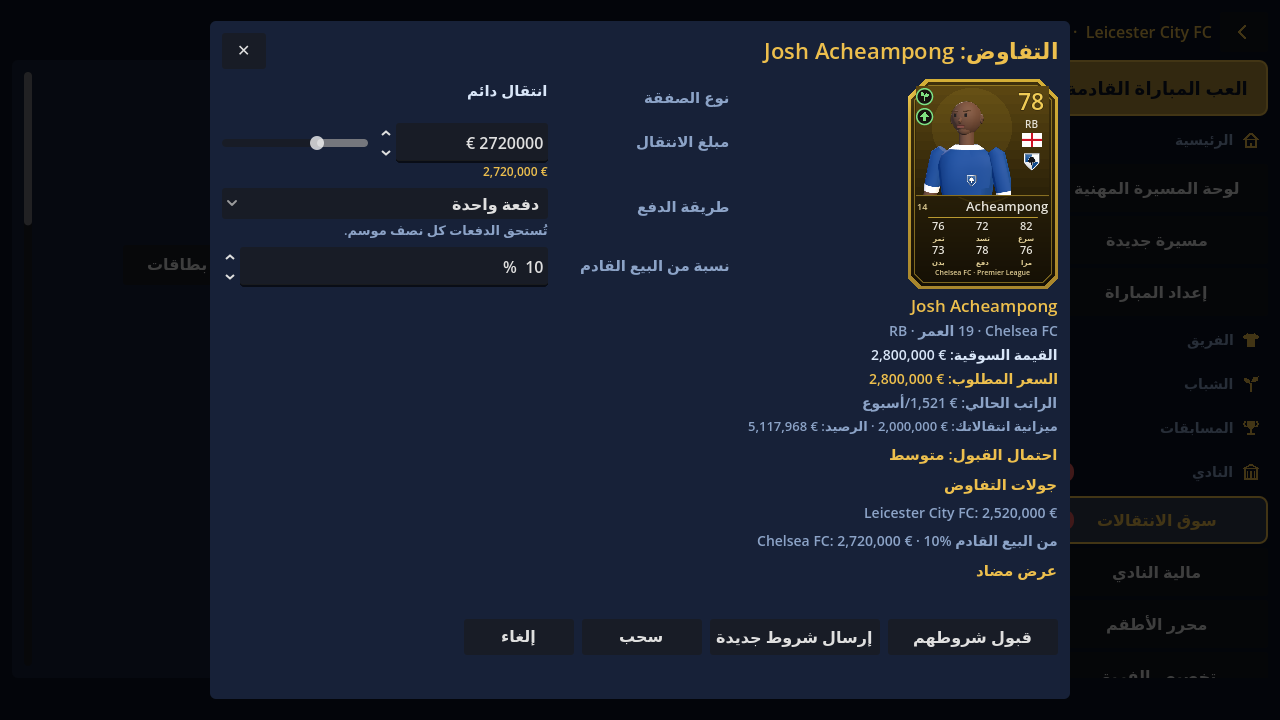 · Leicester City FC
العب المباراة القادمة
الرئيسية
لوحة المسيرة المهنية
مسيرة جديدة
إعداد المباراة
الفريق
الشباب
المسابقات
النادي
سوق الانتقالات
مالية النادي
محرر الأطقم
بطاقات
التفاوض: Josh Acheampong
×
78
RB
14
Acheampong
82 72 76
سرع تسد تمر
76 78 73
مرا دفع بدن
Chelsea FC · Premier League
Josh Acheampong
RB · العمر 19 · Chelsea FC
القيمة السوقية: € 2,800,000
السعر المطلوب: € 2,800,000
الراتب الحالي: € 1,521/أسبوع
ميزانية انتقالاتك: € 2,000,000 · الرصيد: € 5,117,968
احتمال القبول: متوسط
جولات التفاوض
Leicester City FC: 2,520,000 €
Chelsea FC: 2,720,000 € · 10% من البيع القادم
عرض مضاد
نوع الصفقة
انتقال دائم
مبلغ الانتقال
€ 2720000
2,720,000 €
طريقة الدفع
دفعة واحدة
تُستحق الدفعات كل نصف موسم.
نسبة من البيع القادم
% 10
قبول شروطهم
إرسال شروط جديدة
سحب
إلغاء